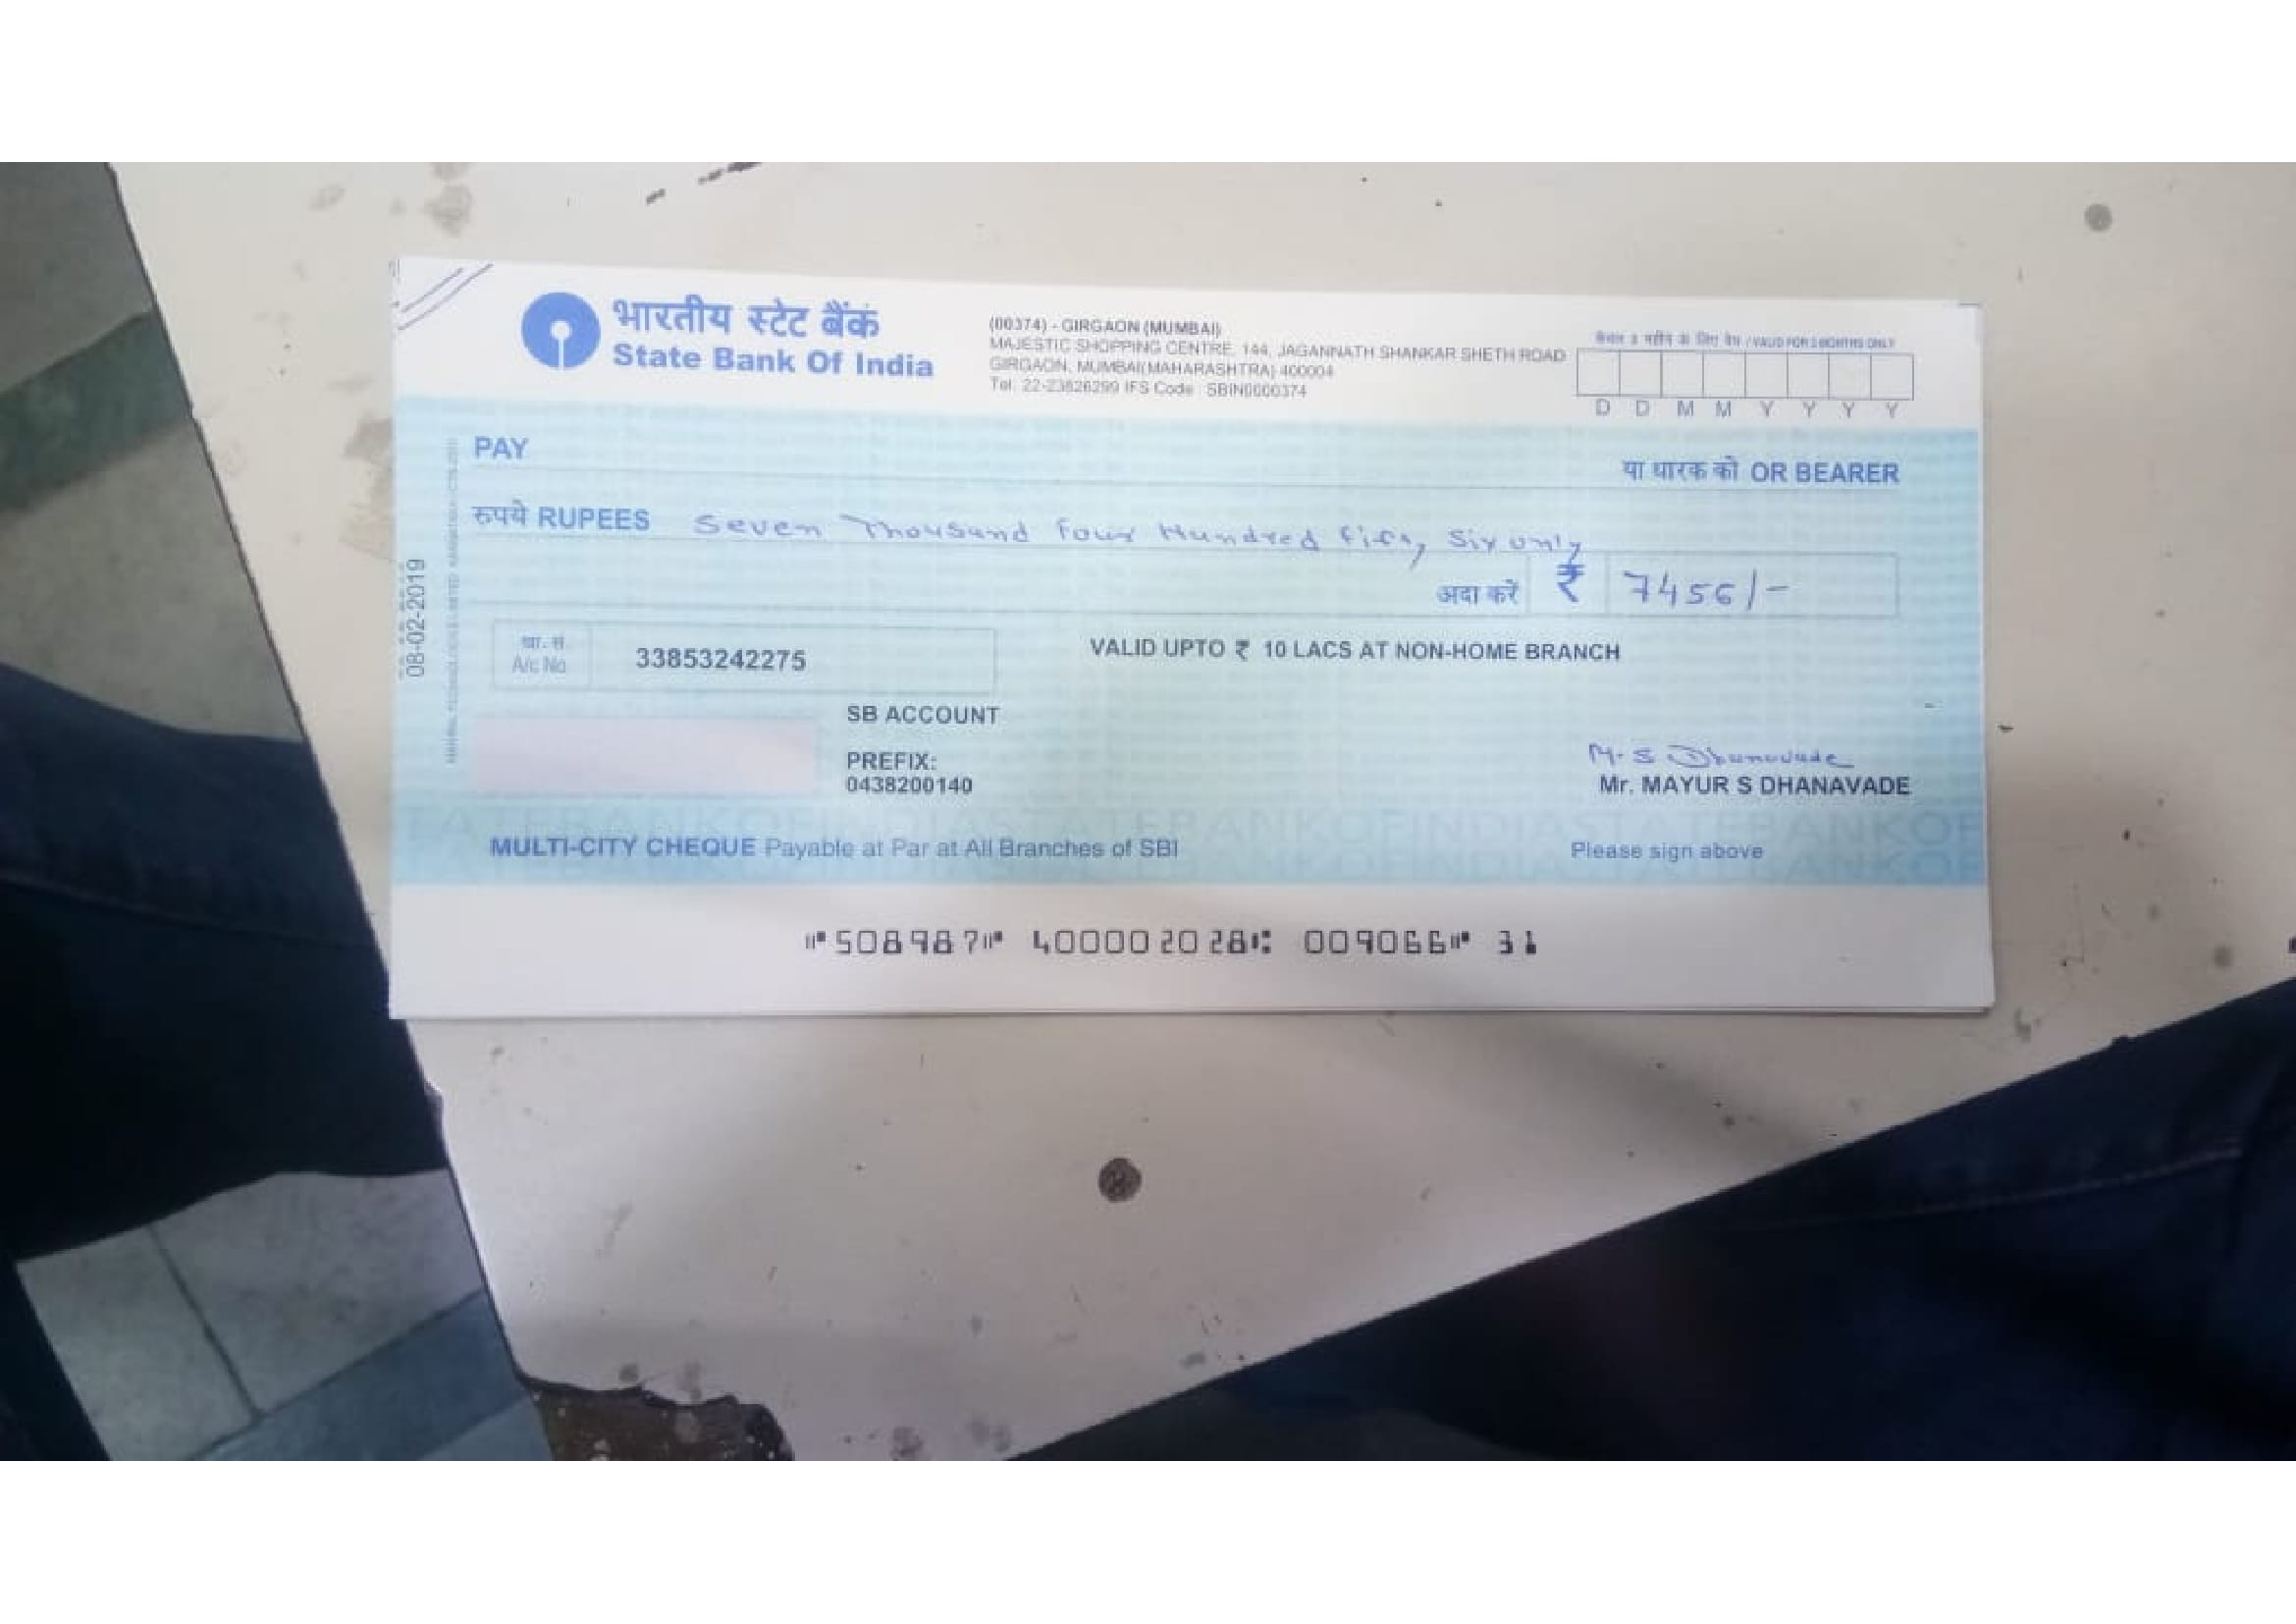 भारतीय स्टेट बैंक
State Bank Of India
(00374) - GIRGAON (MUMBAI)
MAJESTIC SHOPPING CENTRE, 144, JAGANNATH SHANKAR SHETH ROAD
GIRGAON, MUMBAI(MAHARASHTRA) 400004
Tel: 22-23826299 IFS Code : SBIN0000374
केवल 3 महीने के लिए वैध / VALID FOR 3 MONTHS ONLY
D D M M Y Y Y Y
PAY
या धारक को OR BEARER
रुपये RUPEES Seven Thousand Four Hundred Fifty Six only
अदा करें ₹ 7456/-
08-02-2019
खा. सं.
A/c No
33853242275
VALID UPTO ₹ 10 LACS AT NON-HOME BRANCH
SB ACCOUNT
PREFIX:
0438200140
M. S Dhanavade
Mr. MAYUR S DHANAVADE
MULTI-CITY CHEQUE Payable at Par at All Branches of SBI
Please sign above
⑈508987⑈ 400002028⑆ 009066⑈ 31